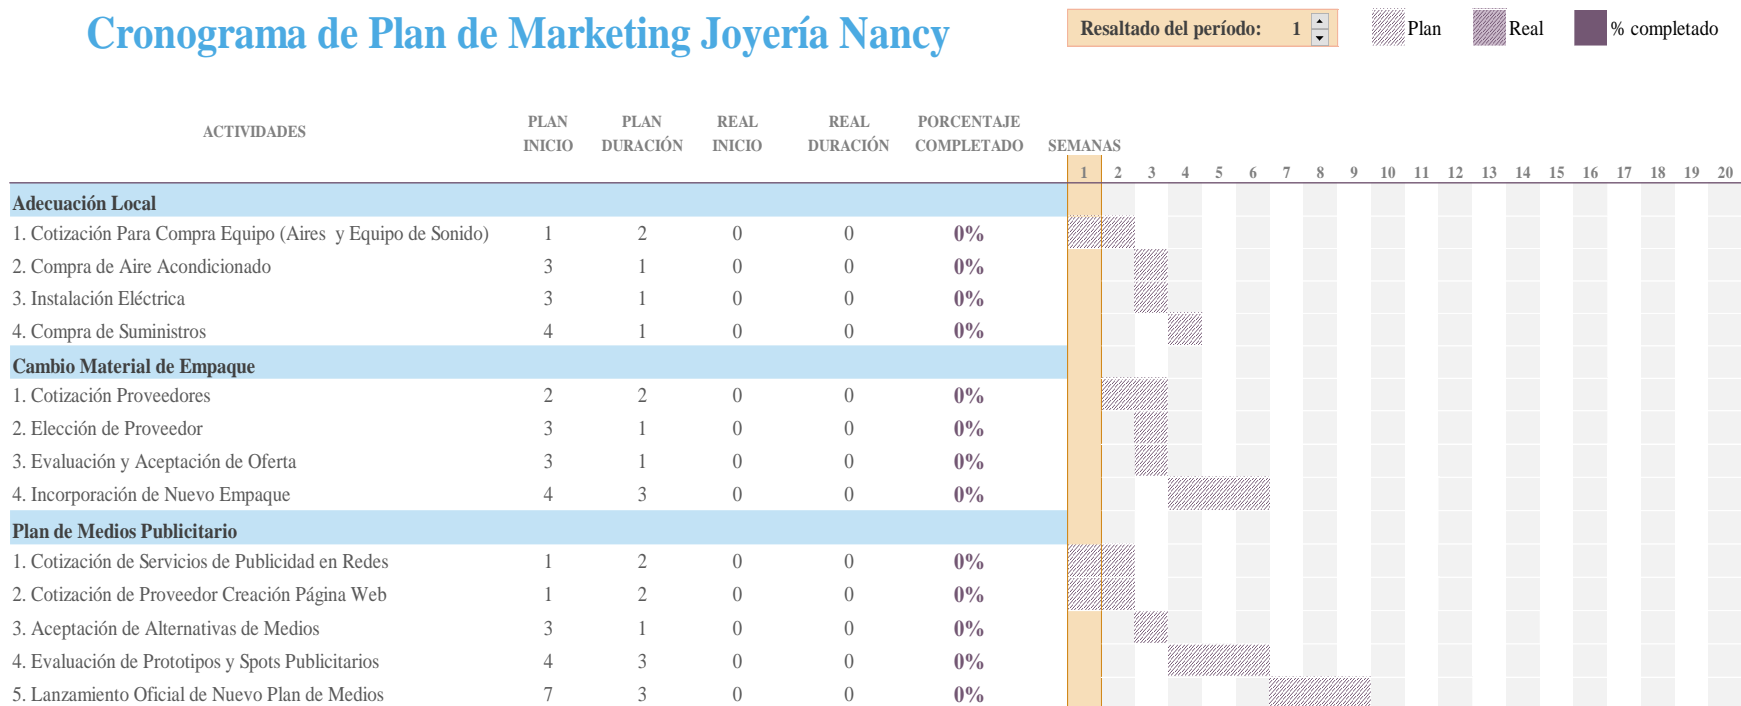 Cronograma de Plan de Marketing Joyería Nancy
Resaltado del período: 1
Plan
Real
% completado
ACTIVIDADES PLAN INICIO PLAN DURACIÓN REAL INICIO REAL DURACIÓN PORCENTAJE COMPLETADO SEMANAS
1 2 3 4 5 6 7 8 9 10 11 12 13 14 15 16 17 18 19 20
Adecuación Local
1. Cotización Para Compra Equipo (Aires y Equipo de Sonido) 1 2 0 0 0%
2. Compra de Aire Acondicionado 3 1 0 0 0%
3. Instalación Eléctrica 3 1 0 0 0%
4. Compra de Suministros 4 1 0 0 0%
Cambio Material de Empaque
1. Cotización Proveedores 2 2 0 0 0%
2. Elección de Proveedor 3 1 0 0 0%
3. Evaluación y Aceptación de Oferta 3 1 0 0 0%
4. Incorporación de Nuevo Empaque 4 3 0 0 0%
Plan de Medios Publicitario
1. Cotización de Servicios de Publicidad en Redes 1 2 0 0 0%
2. Cotización de Proveedor Creación Página Web 1 2 0 0 0%
3. Aceptación de Alternativas de Medios 3 1 0 0 0%
4. Evaluación de Prototipos y Spots Publicitarios 4 3 0 0 0%
5. Lanzamiento Oficial de Nuevo Plan de Medios 7 3 0 0 0%